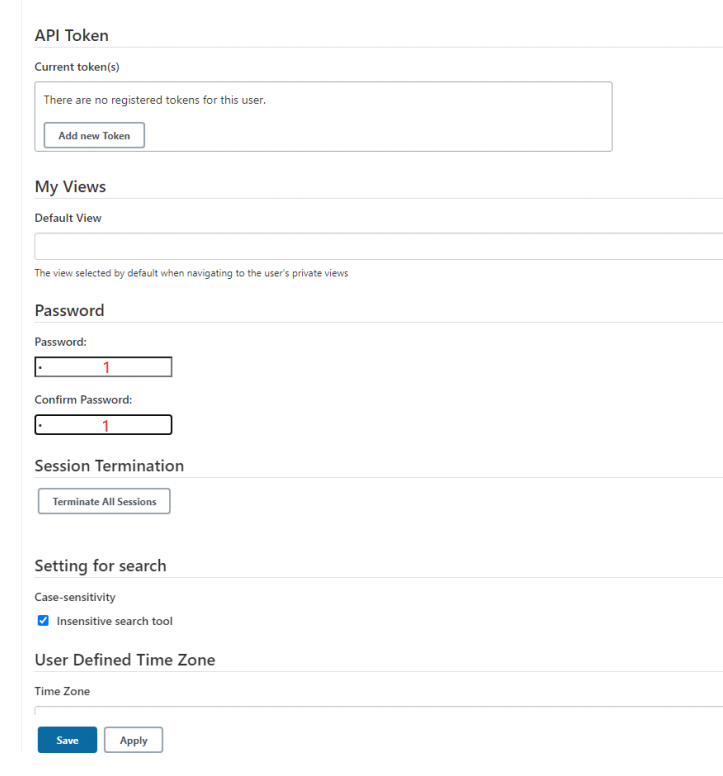 API Token
Current token(s)
There are no registered tokens for this user.
Add new Token
My Views
Default View
The view selected by default when navigating to the user's private views
Password
Password:
1
Confirm Password:
1
Session Termination
Terminate All Sessions
Setting for search
Case-sensitivity
Insensitive search tool
User Defined Time Zone
Time Zone
Save Apply